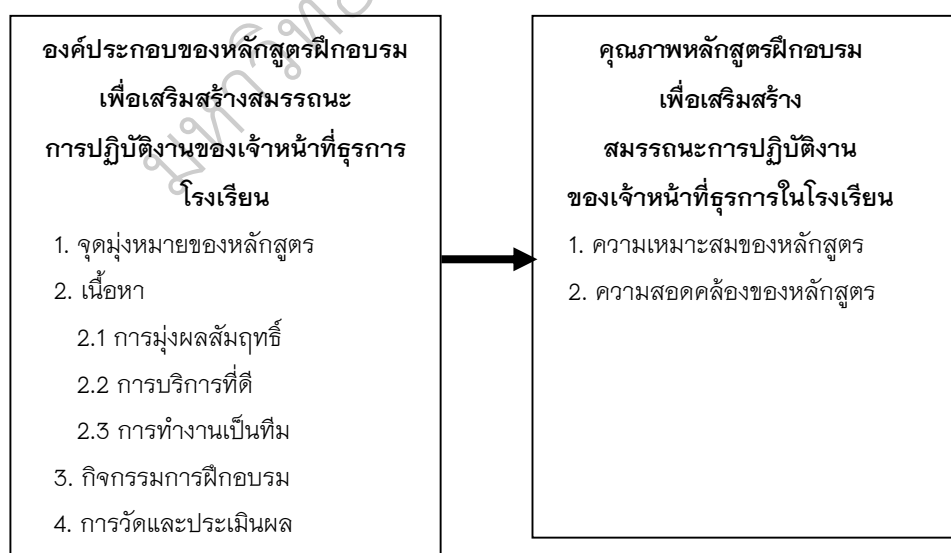 องค์ประกอบของหลักสูตรฝึกอบรม
เพื่อเสริมสร้างสมรรถนะ
การปฏิบัติงานของเจ้าหน้าที่ธุรการ
โรงเรียน
1. จุดมุ่งหมายของหลักสูตร
2. เนื้อหา
2.1 การมุ่งผลสัมฤทธิ์
2.2 การบริการที่ดี
2.3 การทำงานเป็นทีม
3. กิจกรรมการฝึกอบรม
4. การวัดและประเมินผล
คุณภาพหลักสูตรฝึกอบรม
เพื่อเสริมสร้าง
สมรรถนะการปฏิบัติงาน
ของเจ้าหน้าที่ธุรการในโรงเรียน
1. ความเหมาะสมของหลักสูตร
2. ความสอดคล้องของหลักสูตร